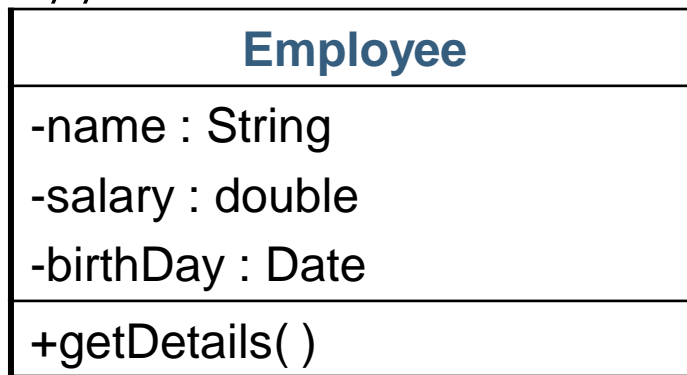 Employee
-name : String
-salary : double
-birthDay : Date
+getDetails( )